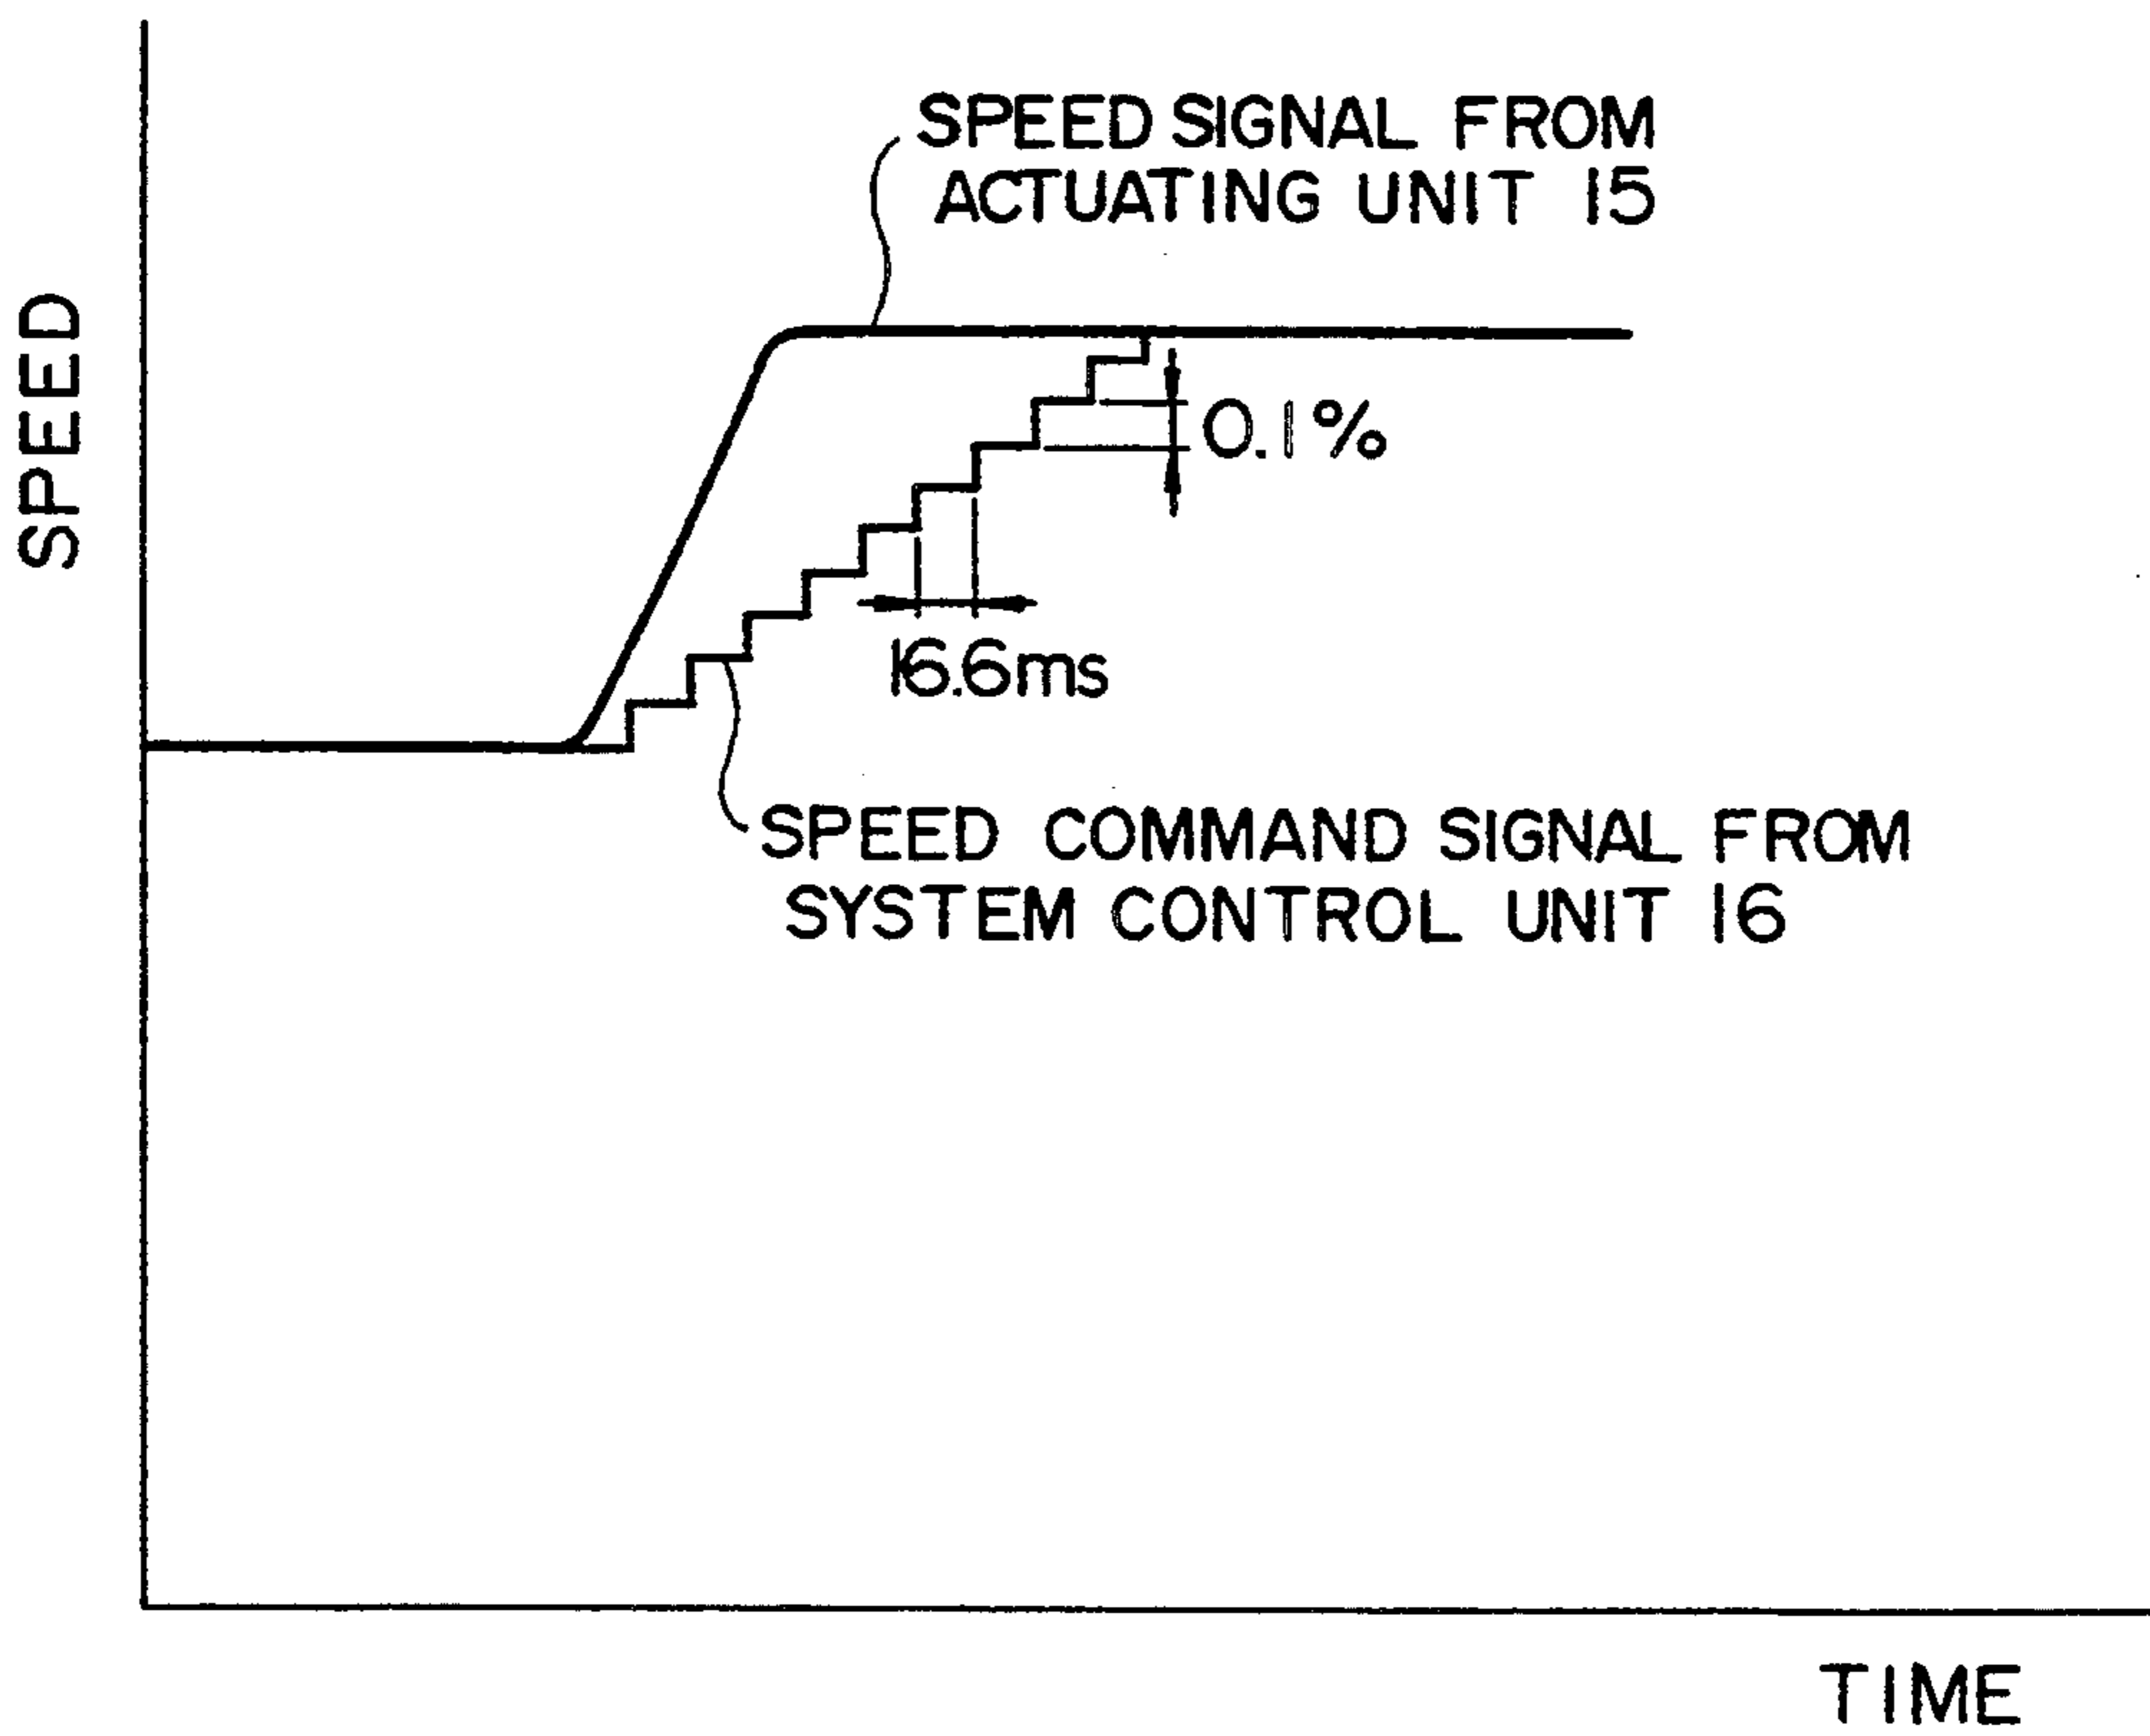 SPEED SIGNAL FROM
ACTUATING UNIT 15
SPEED
0.1%
16.6ms
SPEED COMMAND SIGNAL FROM
SYSTEM CONTROL UNIT 16
TIME